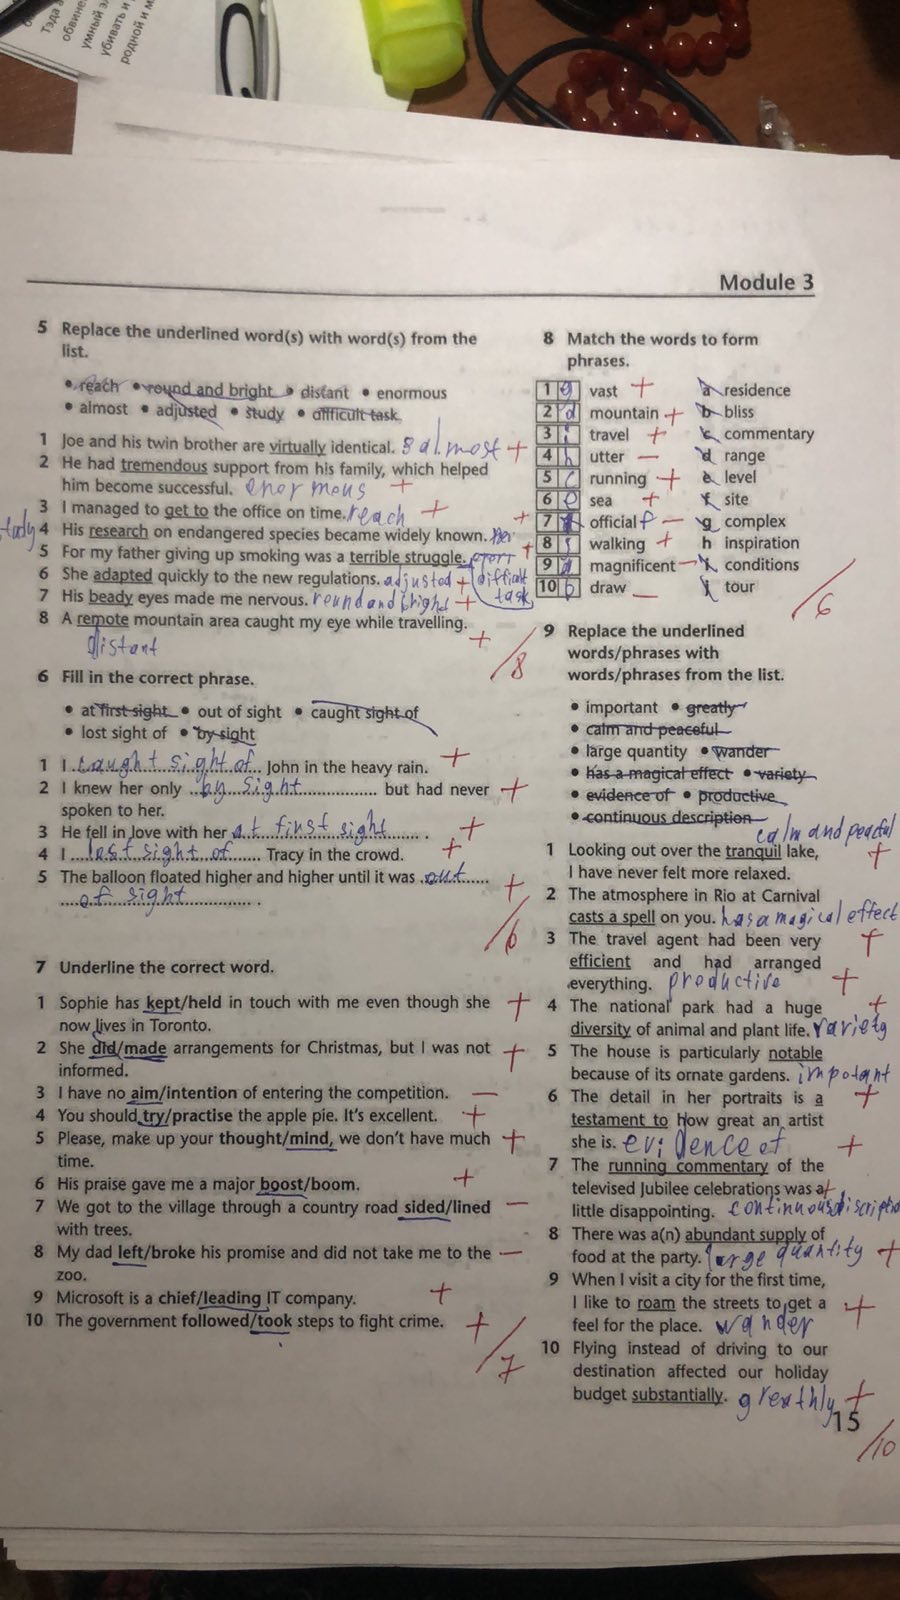 Тэда
обвине
умный э
убивать и
родной и м
Module 3
5 Replace the underlined word(s) with word(s) from the
list.
• reach • round and bright • distant • enormous
• almost • adjusted • study • difficult task
1 Joe and his twin brother are virtually identical. 8 almost +
2 He had tremendous support from his family, which helped
him become successful. enormous +
3 I managed to get to the office on time. reach +
study 4 His research on endangered species became widely known. +
5 For my father giving up smoking was a terrible struggle. +
6 She adapted quickly to the new regulations. adjusted + difficult
7 His beady eyes made me nervous. round and bright + task
8 A remote mountain area caught my eye while travelling.
distant + /8
6 Fill in the correct phrase.
• at first sight • out of sight • caught sight of
• lost sight of • by sight
1 I caught sight of John in the heavy rain. +
2 I knew her only by sight but had never +
spoken to her.
3 He fell in love with her at first sight . +
4 I lost sight of Tracy in the crowd. +
5 The balloon floated higher and higher until it was out
of sight . +
/6
7 Underline the correct word.
1 Sophie has kept/held in touch with me even though she +
now lives in Toronto.
2 She did/made arrangements for Christmas, but I was not +
informed.
3 I have no aim/intention of entering the competition. —
4 You should try/practise the apple pie. It's excellent. +
5 Please, make up your thought/mind, we don't have much +
time.
6 His praise gave me a major boost/boom. +
7 We got to the village through a country road sided/lined —
with trees.
8 My dad left/broke his promise and did not take me to the —
zoo.
9 Microsoft is a chief/leading IT company. +
10 The government followed/took steps to fight crime. +
/7
8 Match the words to form
phrases.
1 g vast + a residence
2 d mountain + b bliss
3 j travel + c commentary
4 h utter — d range
5 c running + e level
6 e sea + f site
7 official f — g complex
8 walking + h inspiration
9 a magnificent — i conditions
10 b draw — j tour
/6
9 Replace the underlined
words/phrases with
words/phrases from the list.
• important • greatly
• calm and peaceful
• large quantity • wander
• has a magical effect • variety
• evidence of • productive
• continuous description
calm and peacful
1 Looking out over the tranquil lake, +
I have never felt more relaxed.
2 The atmosphere in Rio at Carnival
casts a spell on you. has a magical effect
3 The travel agent had been very +
efficient and had arranged
everything. productive +
4 The national park had a huge +
diversity of animal and plant life. variety
5 The house is particularly notable
because of its ornate gardens. impotant
6 The detail in her portraits is a +
testament to how great an artist
she is. evidence of +
7 The running commentary of the
televised Jubilee celebrations was a +
little disappointing. continuous discriptio
8 There was a(n) abundant supply of
food at the party. large quantity +
9 When I visit a city for the first time,
I like to roam the streets to get a +
feel for the place. wander
10 Flying instead of driving to our
destination affected our holiday
budget substantially. greathly +
15
/10